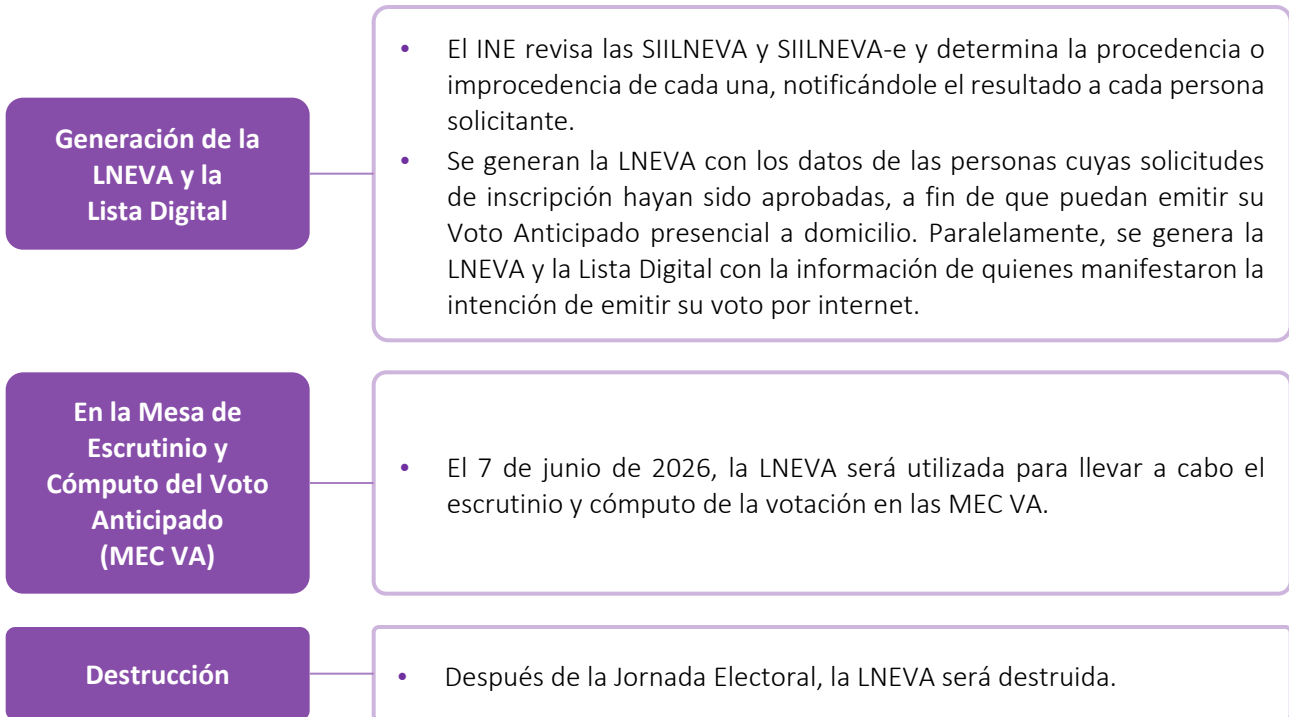 Generación de la
LNEVA y la
Lista Digital
• El INE revisa las SIILNEVA y SIILNEVA-e y determina la procedencia o
improcedencia de cada una, notificándole el resultado a cada persona
solicitante.
• Se generan la LNEVA con los datos de las personas cuyas solicitudes
de inscripción hayan sido aprobadas, a fin de que puedan emitir su
Voto Anticipado presencial a domicilio. Paralelamente, se genera la
LNEVA y la Lista Digital con la información de quienes manifestaron la
intención de emitir su voto por internet.
En la Mesa de
Escrutinio y
Cómputo del Voto
Anticipado
(MEC VA)
• El 7 de junio de 2026, la LNEVA será utilizada para llevar a cabo el
escrutinio y cómputo de la votación en las MEC VA.
Destrucción
• Después de la Jornada Electoral, la LNEVA será destruida.